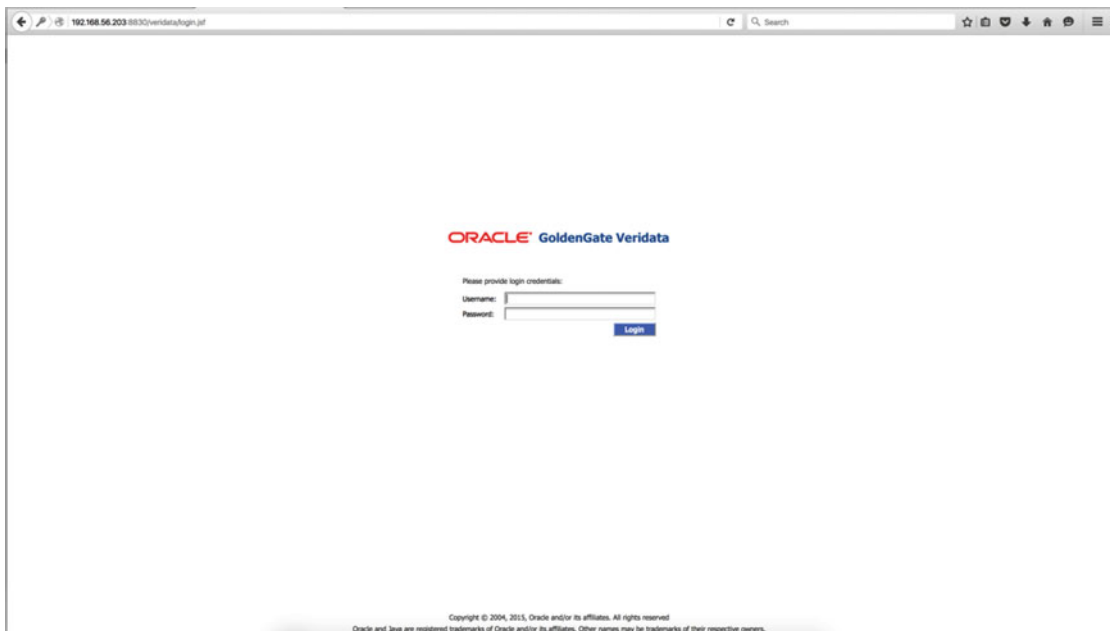 192.168.56.203:8830/veridata/login.jsf
Search
ORACLE® GoldenGate Veridata
Please provide login credentials:
Username:
Password:
Login
Copyright © 2004, 2015, Oracle and/or its affiliates. All rights reserved
Oracle and Java are registered trademarks of Oracle and/or its affiliates. Other names may be trademarks of their respective owners.